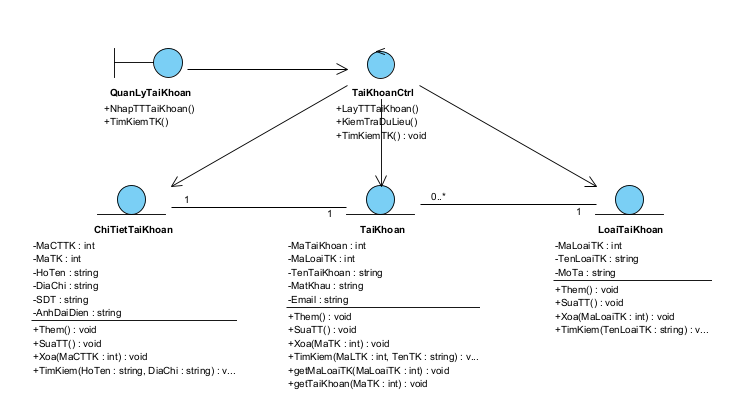 QuanLyTaiKhoan
+NhapTTTaiKhoan()
+TimKiemTK()
TaiKhoanCtrl
+LayTTTaiKhoan()
+KiemTraDuLieu()
+TimKiemTK() : void
1
1
0..*
1
ChiTietTaiKhoan
-MaCTTK : int
-MaTK : int
-HoTen : string
-DiaChi : string
-SDT : string
-AnhDaiDien : string
+Them() : void
+SuaTT() : void
+Xoa(MaCTTK : int) : void
+TimKiem(HoTen : string, DiaChi : string) : v...
TaiKhoan
-MaTaiKhoan : int
-MaLoaiTK : int
-TenTaiKhoan : string
-MatKhau : string
-Email : string
+Them() : void
+SuaTT() : void
+Xoa(MaTK : int) : void
+TimKiem(MaLTK : int, TenTK : string) : v...
+getMaLoaiTK(MaLoaiTK : int) : void
+getTaiKhoan(MaTK : int) : void
LoaiTaiKhoan
-MaLoaiTK : int
-TenLoaiTK : string
-MoTa : string
+Them() : void
+SuaTT() : void
+Xoa(MaLoaiTK : int) : void
+TimKiem(TenLoaiTK : string) : v...